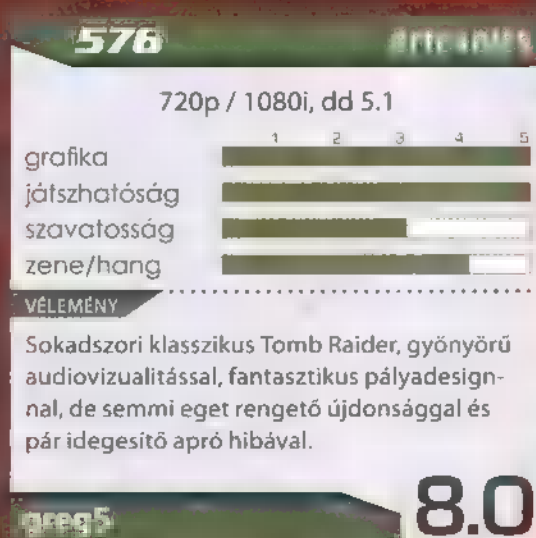 576
720p / 1080i, dd 5.1
1 2 3 4 5
grafika
játszhatóság
szavatosság
zene/hang
VÉLEMÉNY
Sokadszori klasszikus Tomb Raider, gyönyörű
audiovizualitással, fantasztikus pályadesign-
nal, de semmi eget rengető újdonsággal és
pár idegesítő apró hibával.
8.0